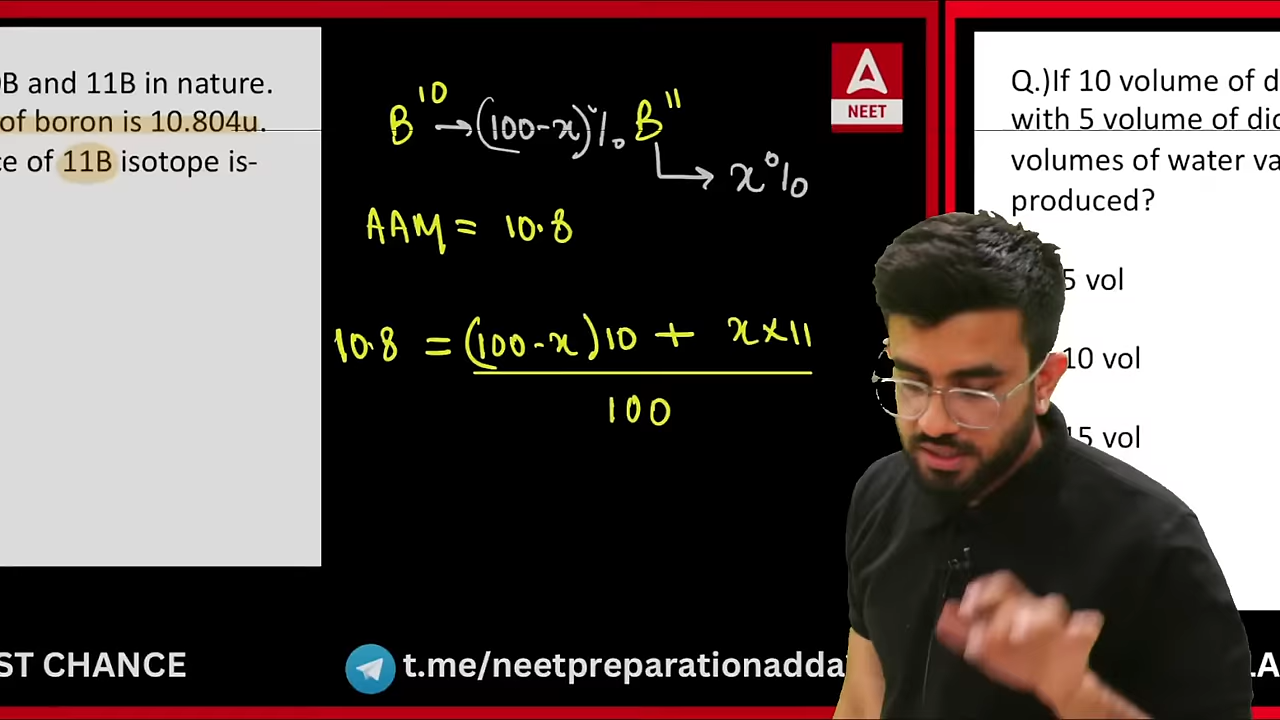 B and 11B in nature.
of boron is 10.804u.
ce of 11B isotope is-
B¹⁰ → (100-x)% B¹¹
→ x%
AAM = 10.8
10.8 = (100-x)10 + x×11
100
NEET
Q.)If 10 volume of d
with 5 volume of dio
volumes of water va
produced?
5 vol
10 vol
15 vol
ST CHANCE
t.me/neetpreparationadda